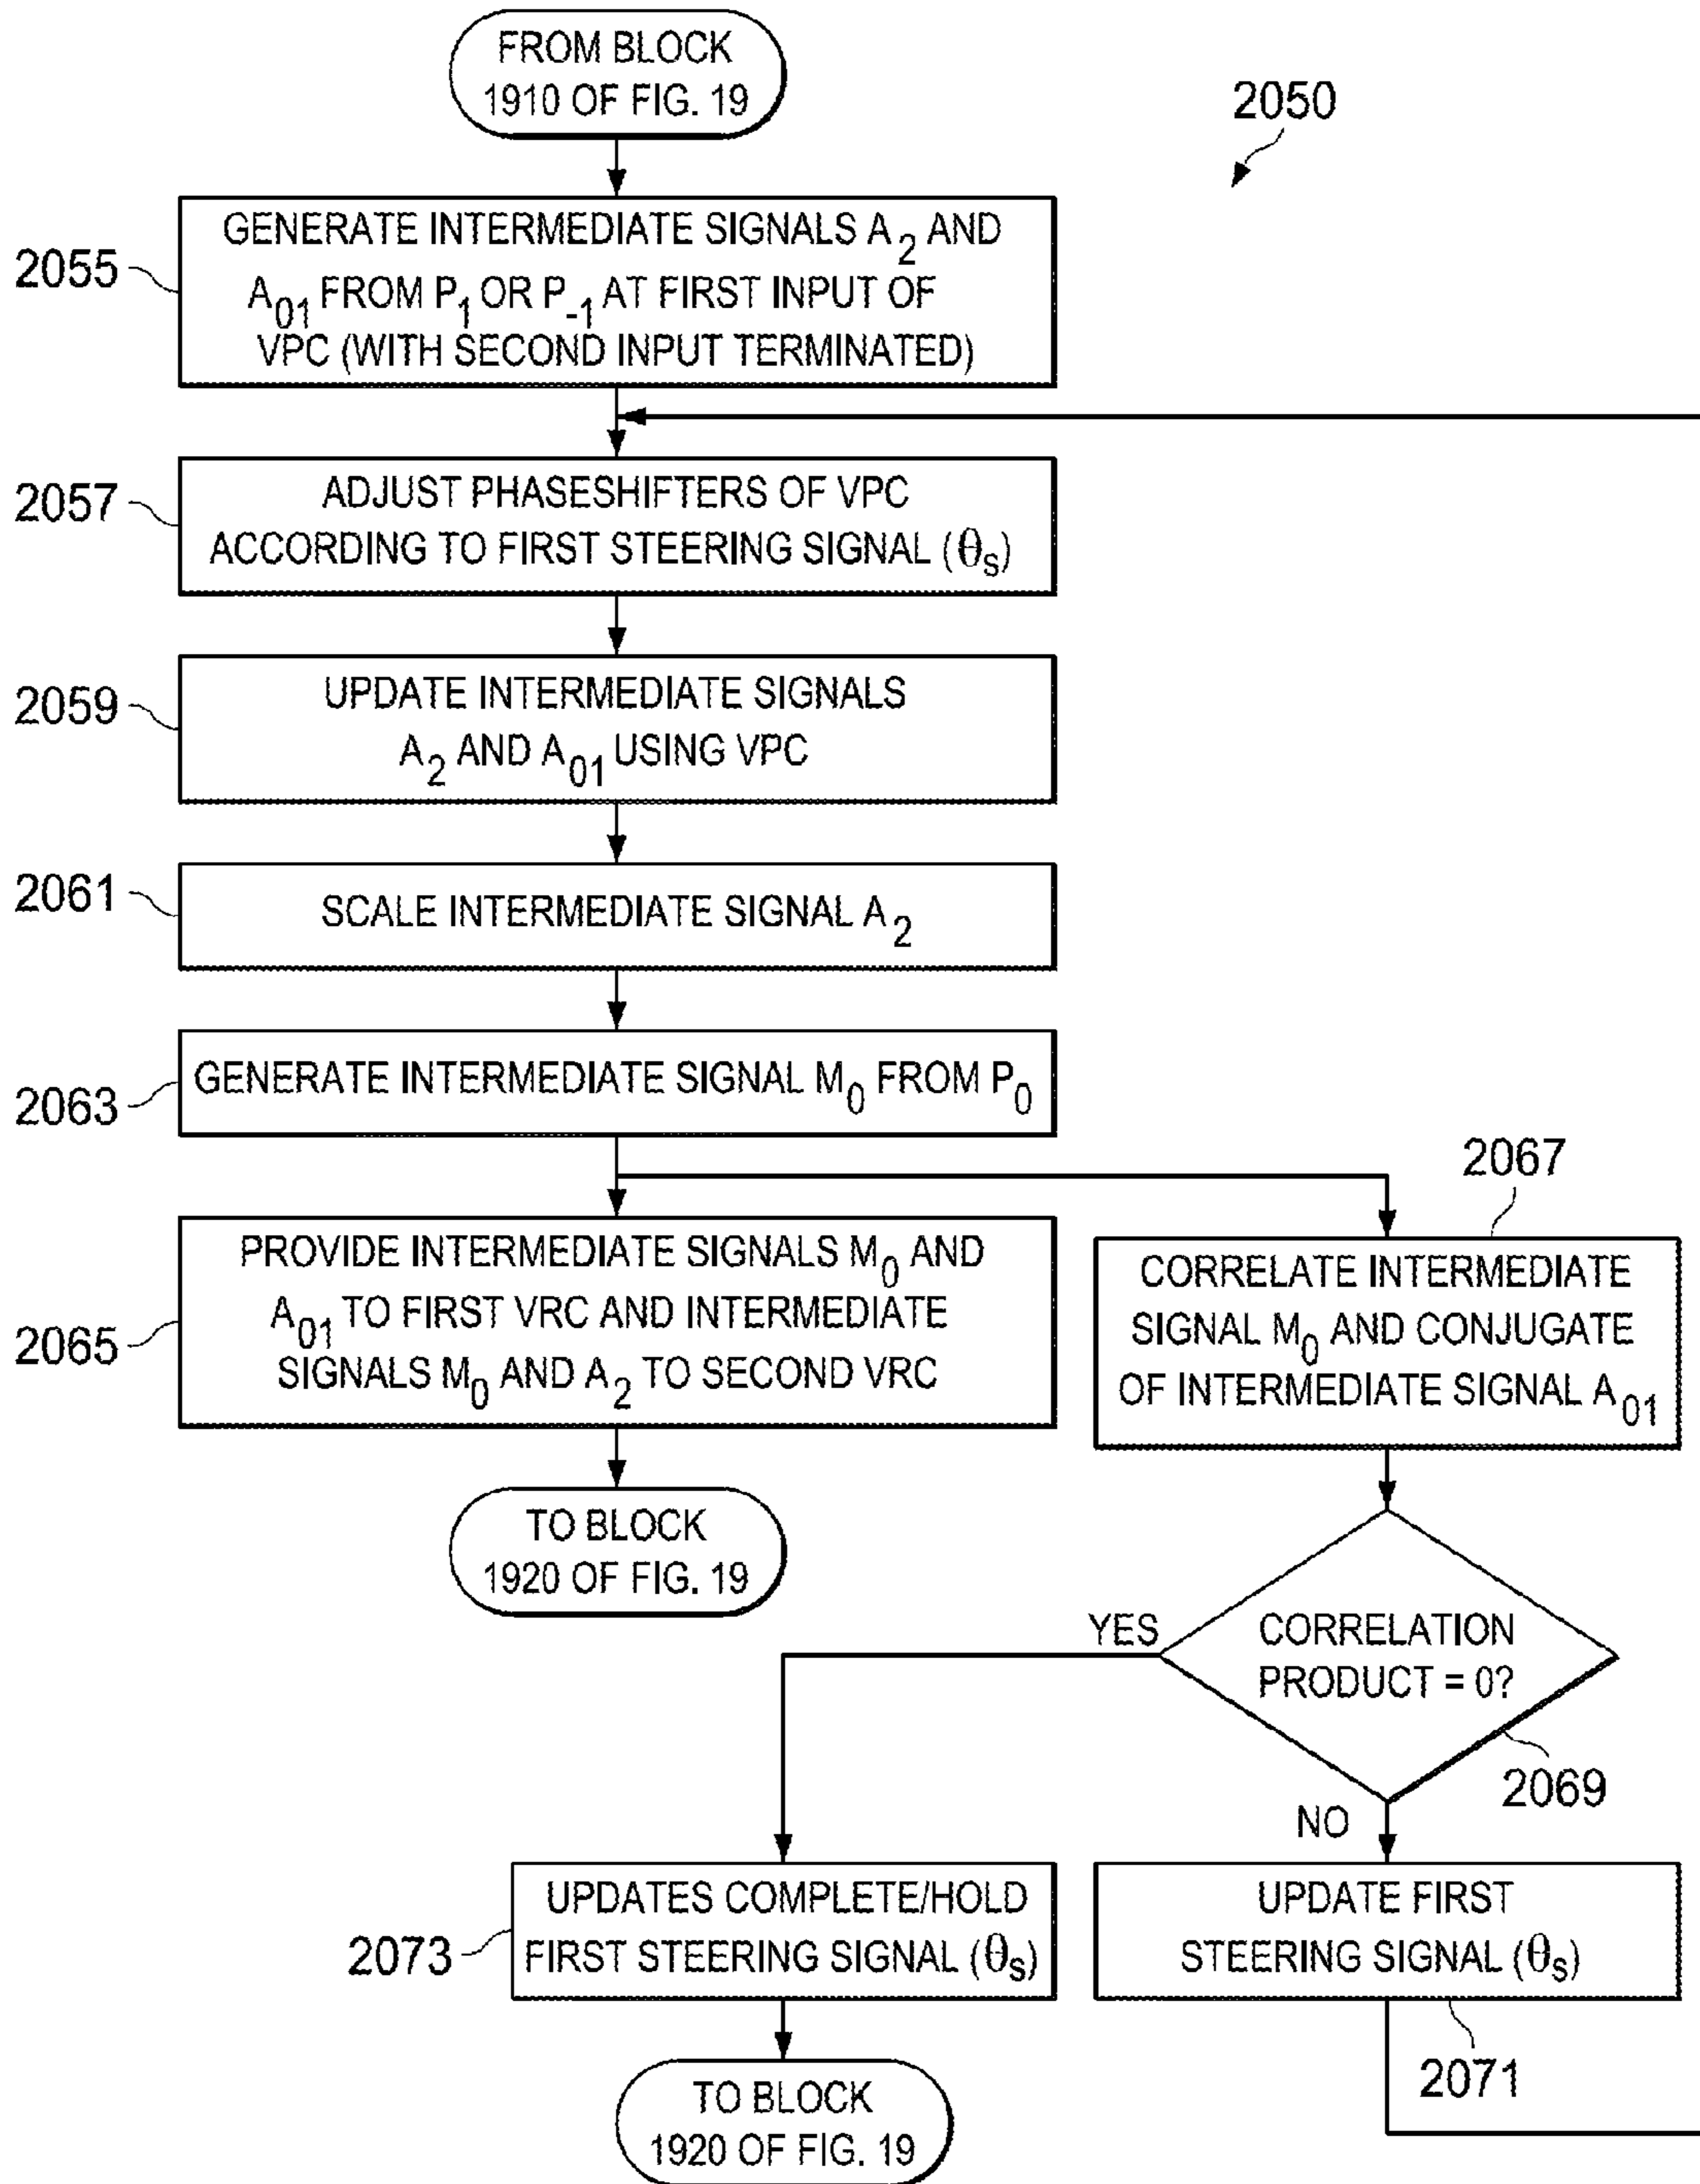 FROM BLOCK
1910 OF FIG. 19
2050
2055
GENERATE INTERMEDIATE SIGNALS A₂ AND
A₀₁ FROM P₁ OR P₋₁ AT FIRST INPUT OF
VPC (WITH SECOND INPUT TERMINATED)
2057
ADJUST PHASESHIFTERS OF VPC
ACCORDING TO FIRST STEERING SIGNAL (θₛ)
2059
UPDATE INTERMEDIATE SIGNALS
A₂ AND A₀₁ USING VPC
2061
SCALE INTERMEDIATE SIGNAL A₂
2063
GENERATE INTERMEDIATE SIGNAL M₀ FROM P₀
2065
PROVIDE INTERMEDIATE SIGNALS M₀ AND
A₀₁ TO FIRST VRC AND INTERMEDIATE
SIGNALS M₀ AND A₂ TO SECOND VRC
TO BLOCK
1920 OF FIG. 19
2067
CORRELATE INTERMEDIATE
SIGNAL M₀ AND CONJUGATE
OF INTERMEDIATE SIGNAL A₀₁
YES
CORRELATION
PRODUCT = 0?
2069
NO
2073
UPDATES COMPLETE/HOLD
FIRST STEERING SIGNAL (θₛ)
UPDATE FIRST
STEERING SIGNAL (θₛ)
2071
TO BLOCK
1920 OF FIG. 19